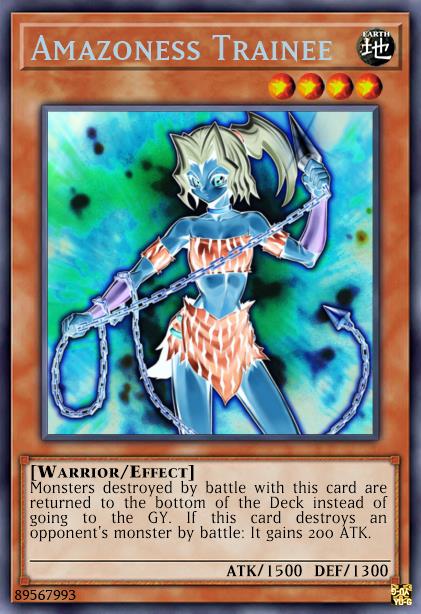 Amazoness Trainee
EARTH
地
[Warrior/Effect]
Monsters destroyed by battle with this card are
returned to the bottom of the Deck instead of
going to the GY. If this card destroys an
opponent's monster by battle: It gains 200 ATK.
ATK/1500 DEF/1300
89567993